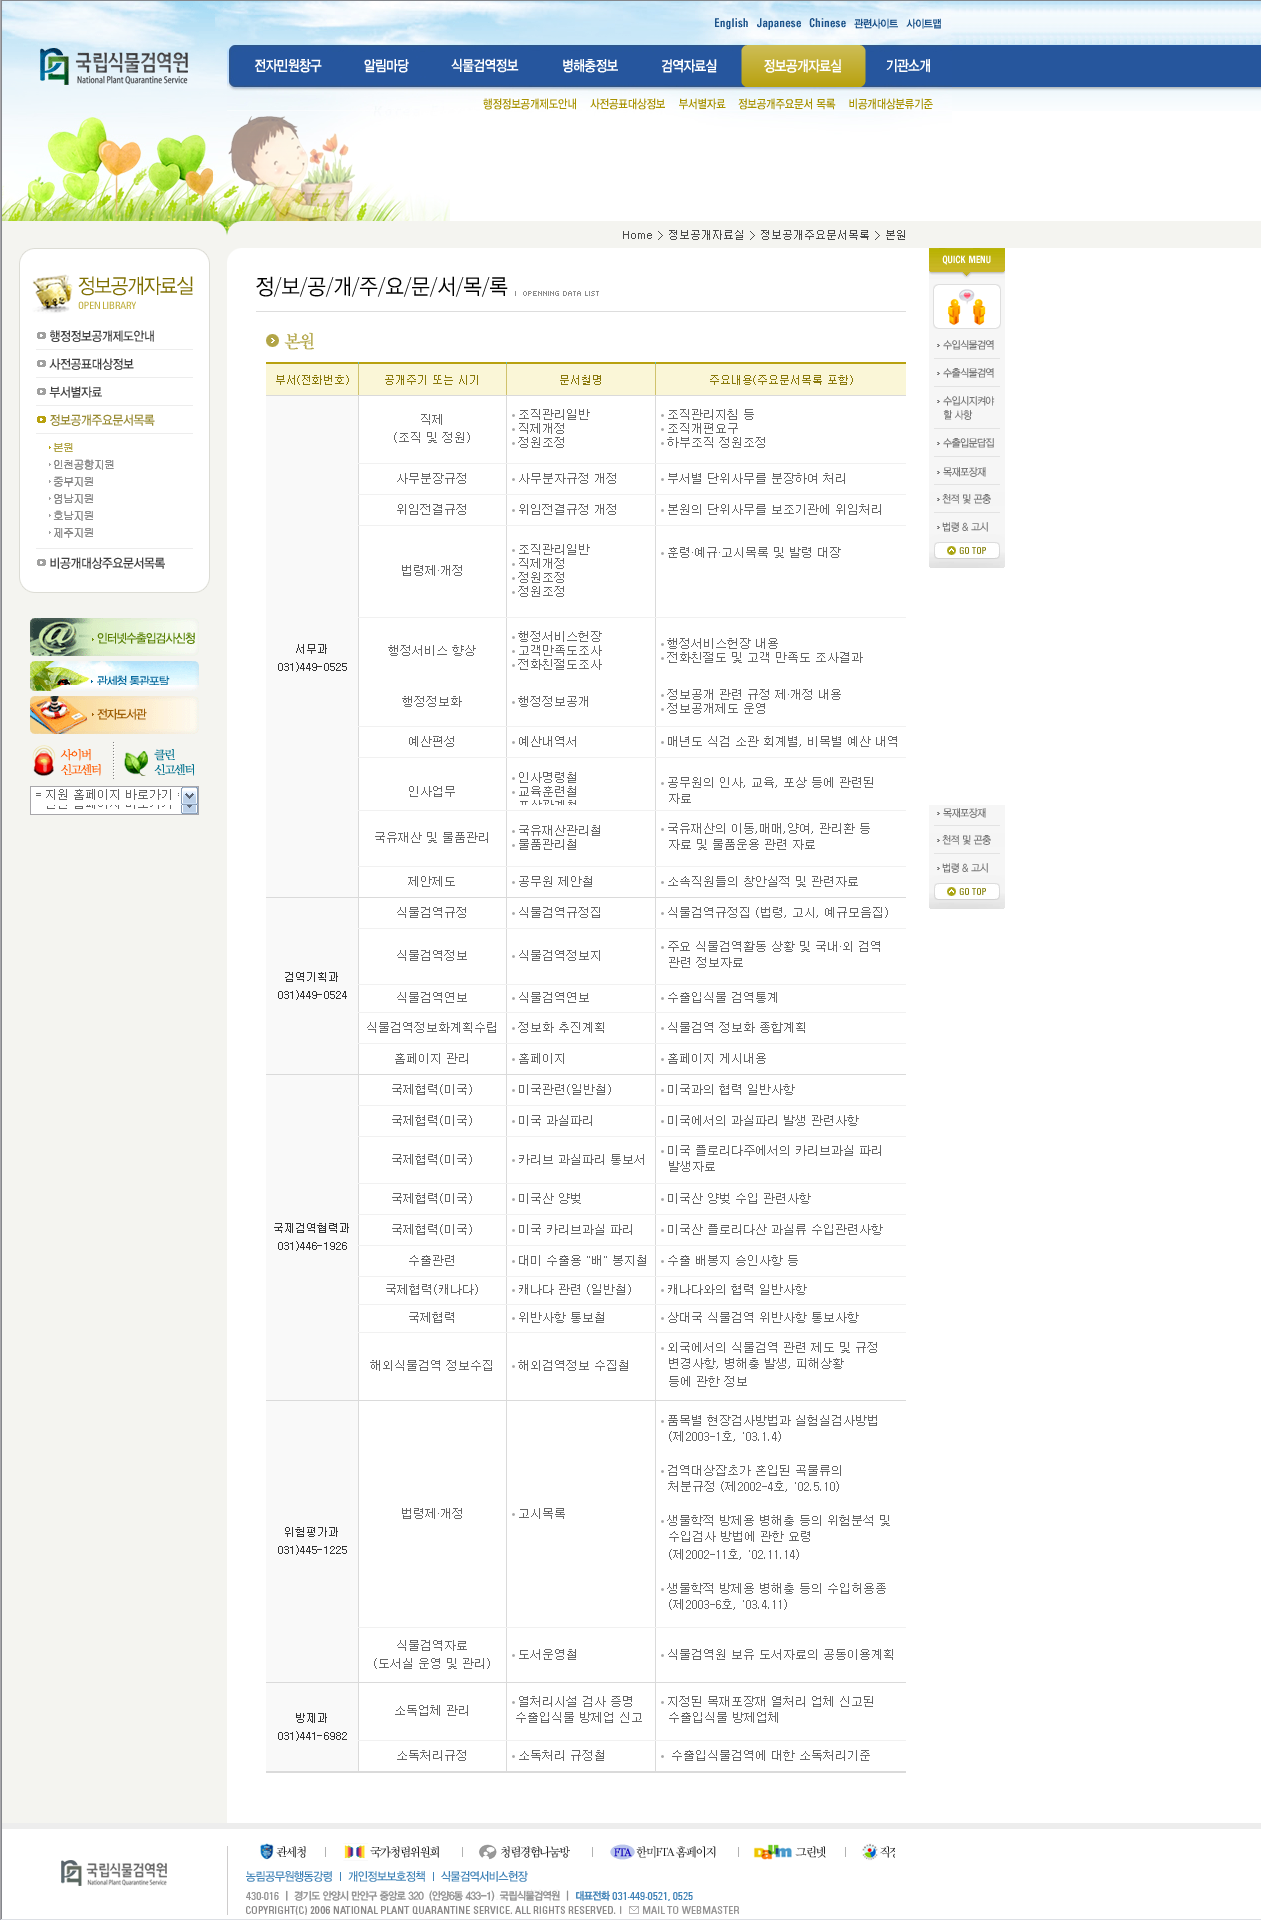 English Japanese Chinese 관련사이트 사이트맵
국립식물검역원
National Plant Quarantine Service
전자민원창구 알림마당 식물검역정보 병해충정보 검역자료실 정보공개자료실 기관소개
행정정보공개제도안내 사전공표대상정보 부서별자료 정보공개주요문서 목록 비공개대상분류기준
Home > 정보공개자료실 > 정보공개주요문서목록 > 본원
정보공개자료실
OPEN LIBRARY
행정정보공개제도안내
사전공표대상정보
부서별자료
정보공개주요문서목록
본원
인천공항지원
중부지원
영남지원
호남지원
제주지원
비공개대상주요문서목록
인터넷수출입검사신청
관세청 통관포탈
전자도서관
사이버
신고센터
클린
신고센터
= 지원 홈페이지 바로가기
정/보/공/개/주/요/문/서/목/록 | OPENNING DATA LIST
본원
부서(전화번호) 공개주기 또는 시기 문서철명 주요내용(주요문서목록 포함)
서무과
031)449-0525
직제
(조직 및 정원)
조직관리일반
직제개정
정원조정
조직관리지침 등
조직개편요구
하부조직 정원조정
사무분장규정 사무분자규정 개정 부서별 단위사무를 분장하여 처리
위임전결규정 위임전결규정 개정 본원의 단위사무를 보조기관에 위임처리
법령제·개정
조직관리일반
직제개정
정원조정
정원조정
훈령·예규·고시목록 및 발령 대장
행정서비스 향상
행정서비스헌장
고객만족도조사
전화친절도조사
행정서비스헌장 내용
전화친절도 및 고객 만족도 조사결과
행정정보화 행정정보공개
정보공개 관련 규정 제·개정 내용
정보공개제도 운영
예산편성 예산내역서 매년도 식검 소관 회계별, 비목별 예산 내역
인사업무
인사명령철
교육훈련철
포상관계철
공무원의 인사, 교육, 포상 등에 관련된
자료
국유재산 및 물품관리
국유재산관리철
물품관리철
국유재산의 이동,매매,양여, 관리환 등
자료 및 물품운용 관련 자료
제안제도 공무원 제안철 소속직원들의 창안실적 및 관련자료
검역기획과
031)449-0524
식물검역규정 식물검역규정집 식물검역규정집 (법령, 고시, 예규모음집)
식물검역정보 식물검역정보지
주요 식물검역활동 상황 및 국내·외 검역
관련 정보자료
식물검역연보 식물검역연보 수출입식물 검역통계
식물검역정보화계획수립 정보화 추진계획 식물검역 정보화 종합계획
홈페이지 관리 홈페이지 홈페이지 게시내용
국제검역협력과
031)446-1926
국제협력(미국) 미국관련(일반철) 미국과의 협력 일반사항
국제협력(미국) 미국 과실파리 미국에서의 과실파리 발생 관련사항
국제협력(미국) 카리브 과실파리 통보서
미국 플로리다주에서의 카리브과실 파리
발생자료
국제협력(미국) 미국산 양벚 미국산 양벚 수입 관련사항
국제협력(미국) 미국 카리브과실 파리 미국산 플로리다산 과실류 수입관련사항
수출관련 대미 수출용 "배" 봉지철 수출 배봉지 승인사항 등
국제협력(캐나다) 캐나다 관련 (일반철) 캐나다와의 협력 일반사항
국제협력 위반사항 통보철 상대국 식물검역 위반사항 통보사항
해외식물검역 정보수집 해외검역정보 수집철
외국에서의 식물검역 관련 제도 및 규정
변경사항, 병해충 발생, 피해상황
등에 관한 정보
위험평가과
031)445-1225
법령제·개정 고시목록
품목별 현장검사방법과 실험실검사방법
(제2003-1호, '03.1.4)
검역대상잡초가 혼입된 곡물류의
처분규정 (제2002-4호, '02.5.10)
생물학적 방제용 병해충 등의 위험분석 및
수입검사 방법에 관한 요령
(제2002-11호, '02.11.14)
생물학적 방제용 병해충 등의 수입허용종
(제2003-6호, '03.4.11)
식물검역자료
(도서실 운영 및 관리)
도서운영철 식물검역원 보유 도서자료의 공동이용계획
방제과
031)441-6982
소독업체 관리
열처리시설 검사 증명
수출입식물 방제업 신고
지정된 목재포장재 열처리 업체 신고된
수출입식물 방제업체
소독처리규정 소독처리 규정철 수출입식물검역에 대한 소독처리기준
QUICK MENU
수입식물검역
수출식물검역
수입시지켜야
할 사항
수출입문답집
목재포장재
천적 및 곤충
법령 & 고시
GO TOP
목재포장재
천적 및 곤충
법령 & 고시
GO TOP
관세청 국가청렴위원회 청렴경험나눔방 FTA 한미FTA 홈페이지 Daum 그린넷 직장
국립식물검역원
National Plant Quarantine Service
농림공무원행동강령 | 개인정보보호정책 | 식물검역서비스헌장
430-016 | 경기도 안양시 만안구 중앙로 320 (안양6동 433-1) 국립식물검역원 | 대표전화 031-449-0521, 0525
COPYRIGHT(C) 2006 NATIONAL PLANT QUARANTINE SERVICE. ALL RIGHTS RESERVED. | MAIL TO WEBMASTER